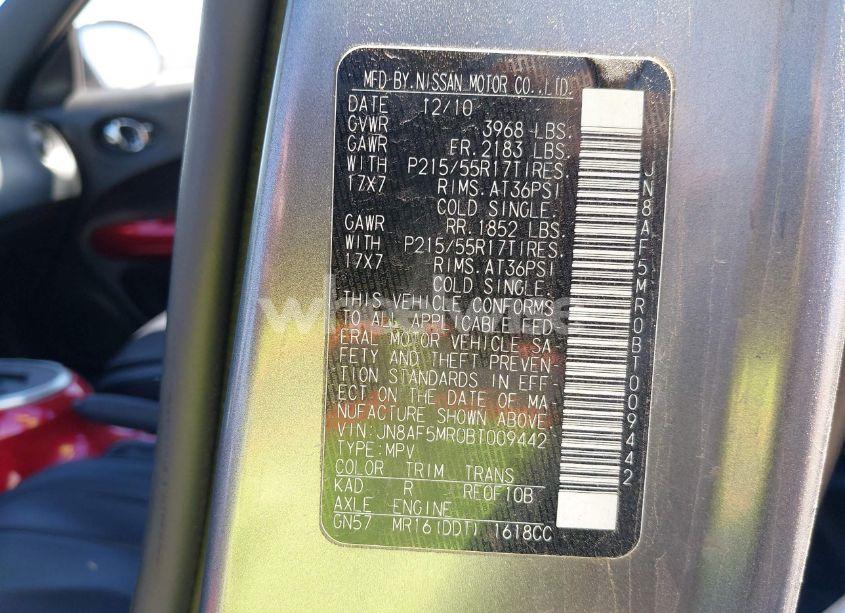 MFD BY.NISSAN MOTOR CO.,LTD.
DATE 12/10
GVWR 3968 LBS.
GAWR FR.2183 LBS.
WITH P215/55R17TIRES.
17X7 RIMS.AT36PSI
COLD SINGLE.
GAWR RR.1852 LBS.
WITH P215/55R17TIRES.
17X7 RIMS.AT36PSI
COLD SINGLE.
THIS VEHICLE CONFORMS
TO ALL APPLICABLE FED
ERAL MOTOR VEHICLE SA
FETY AND THEFT PREVEN-
TION STANDARDS IN EFF-
ECT ON THE DATE OF MA
NUFACTURE SHOWN ABOVE
VIN:JN8AF5MR0BT009442
TYPE:MPV
COLOR TRIM TRANS
KAD R RE0F10B
AXLE ENGINE
GN57 MR16(DDT) 1618CC
JN8AF5MR0BT009442